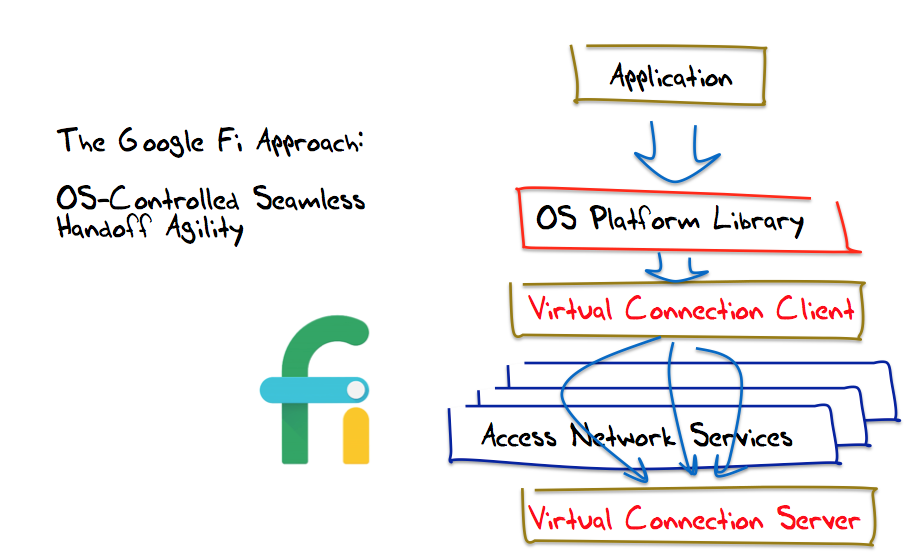 The Google Fi Approach:
OS-Controlled Seamless
Handoff Agility
fi
Application
OS Platform Library
Virtual Connection Client
Access Network Services
Virtual Connection Server